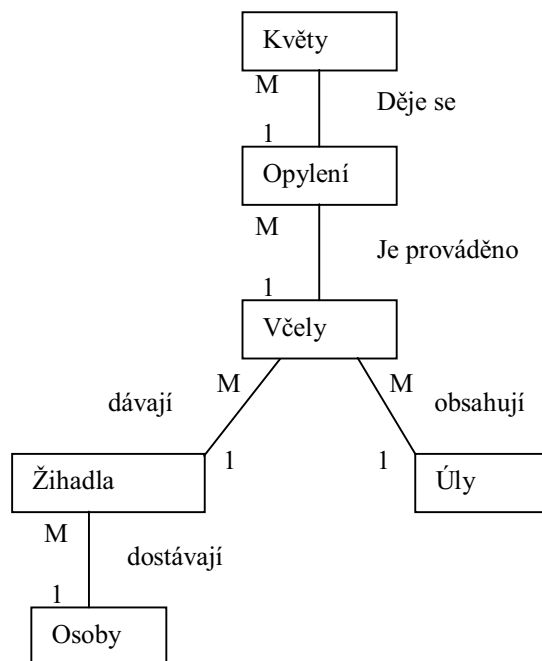 Květy
M
Děje se
1
Opylení
M
Je prováděno
1
Včely
M M
dávají obsahují
1 1
Žihadla Úly
M
dostávají
1
Osoby